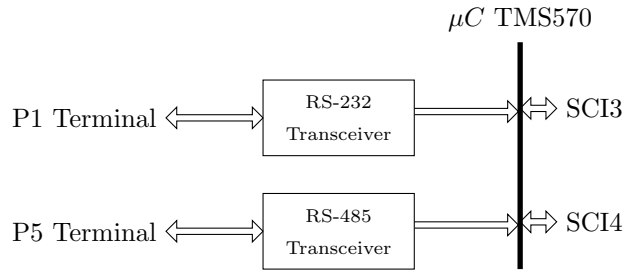 μC TMS570
P1 Terminal
RS-232
Transceiver
SCI3
P5 Terminal
RS-485
Transceiver
SCI4